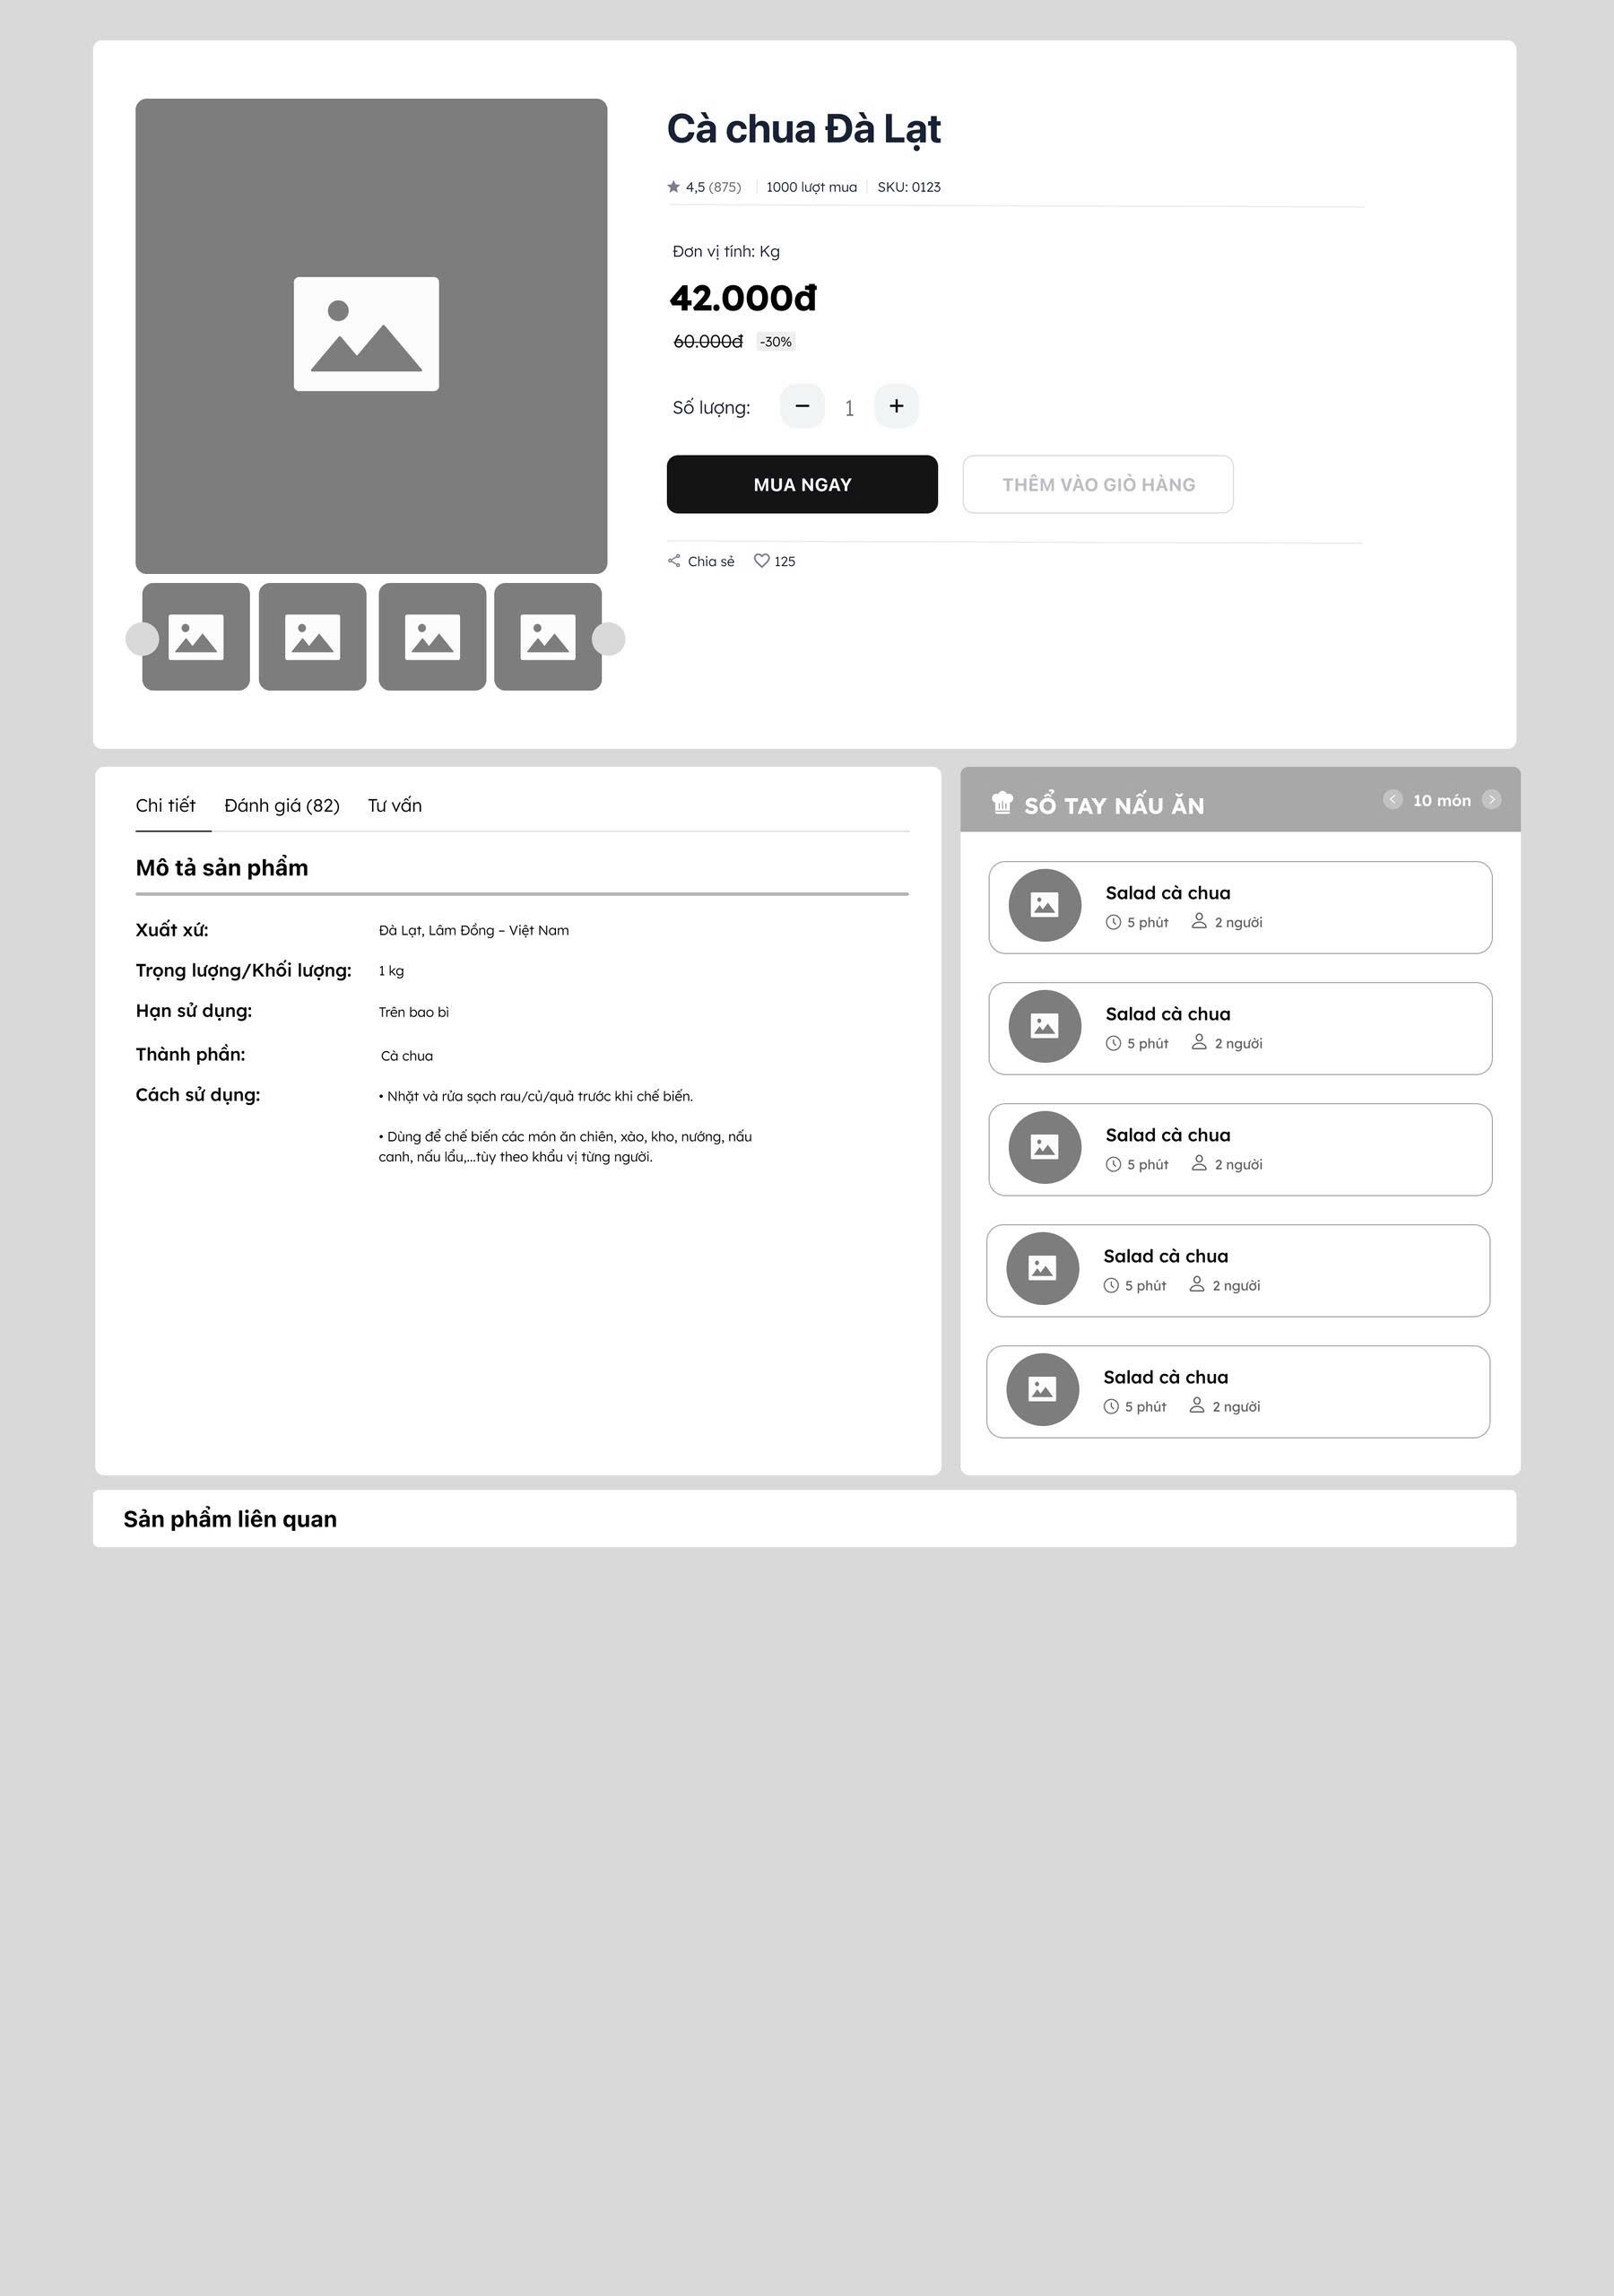 Cà chua Đà Lạt
4,5 (875) 1000 lượt mua SKU: 0123
Đơn vị tính: Kg
42.000đ
60.000đ -30%
Số lượng: − 1 +
MUA NGAY THÊM VÀO GIỎ HÀNG
Chia sẻ 125
Chi tiết Đánh giá (82) Tư vấn
Mô tả sản phẩm
Xuất xứ: Đà Lạt, Lâm Đồng – Việt Nam
Trọng lượng/Khối lượng: 1 kg
Hạn sử dụng: Trên bao bì
Thành phần: Cà chua
Cách sử dụng: • Nhặt và rửa sạch rau/củ/quả trước khi chế biến.
• Dùng để chế biến các món ăn chiên, xào, kho, nướng, nấu
canh, nấu lẩu,...tùy theo khẩu vị từng người.
SỔ TAY NẤU ĂN 10 món
Salad cà chua
5 phút 2 người
Salad cà chua
5 phút 2 người
Salad cà chua
5 phút 2 người
Salad cà chua
5 phút 2 người
Salad cà chua
5 phút 2 người
Sản phẩm liên quan